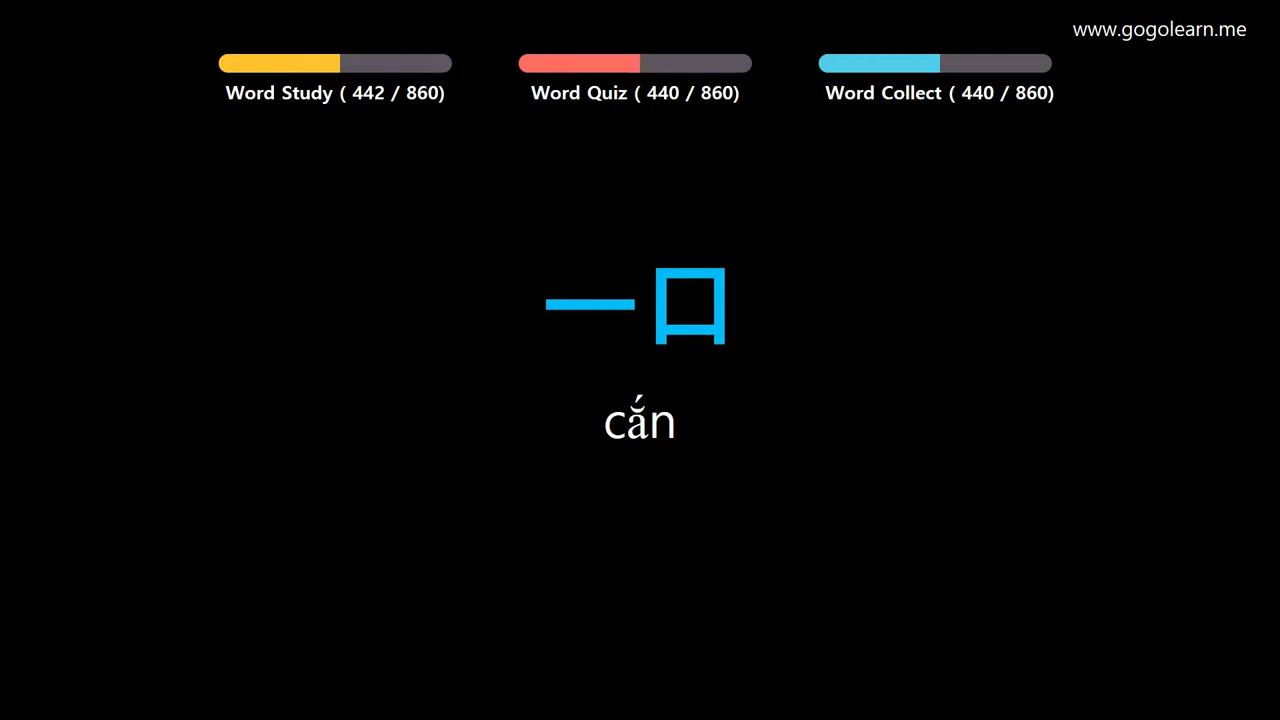 www.gogolearn.me
Word Study ( 442 / 860)
Word Quiz ( 440 / 860)
Word Collect ( 440 / 860)
一口
cắn